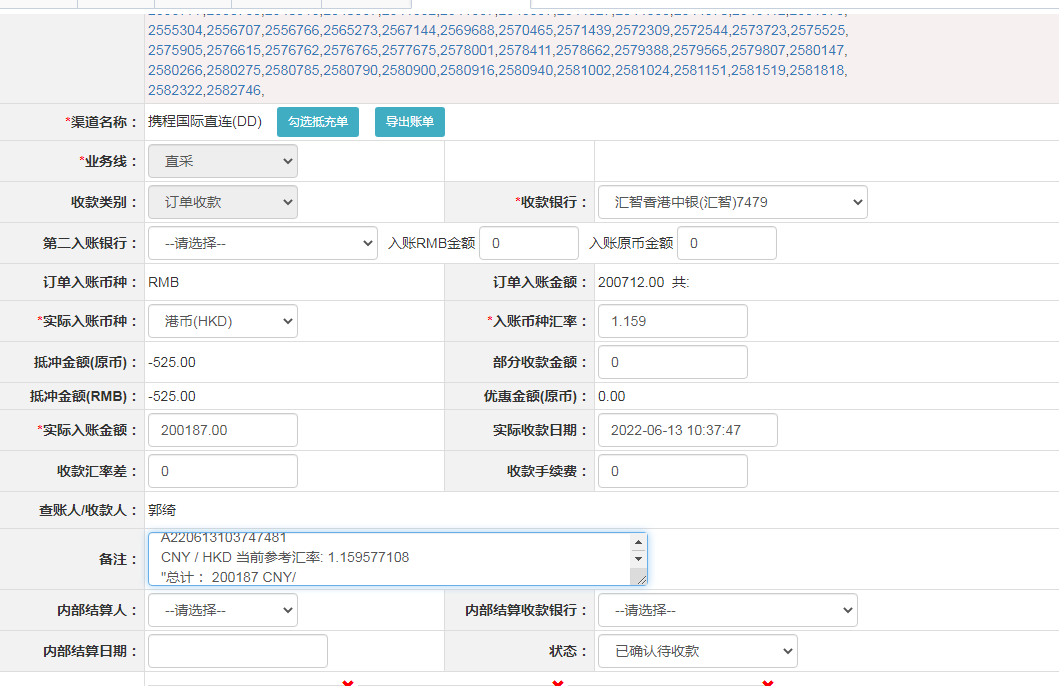 2555304,2556707,2556766,2565273,2567144,2569688,2570465,2571439,2572309,2572544,2573723,2575525,
2575905,2576615,2576762,2576765,2577675,2578001,2578411,2578662,2579388,2579565,2579807,2580147,
2580266,2580275,2580785,2580790,2580900,2580916,2580940,2581002,2581024,2581151,2581519,2581818,
2582322,2582746,
*渠道名称: 携程国际直连(DD) 勾选抵充单 导出账单
*业务线: 直采
收款类别: 订单收款 *收款银行: 汇智香港中银(汇智)7479
第二入账银行: --请选择-- 入账RMB金额 0 入账原币金额 0
订单入账币种: RMB 订单入账金额: 200712.00 共:
*实际入账币种: 港币(HKD) *入账币种汇率: 1.159
抵冲金额(原币): -525.00 部分收款金额: 0
抵冲金额(RMB): -525.00 优惠金额(原币): 0.00
*实际入账金额: 200187.00 实际收款日期: 2022-06-13 10:37:47
收款汇率差: 0 收款手续费: 0
查账人/收款人: 郭绮
A220613103747481
备注: CNY / HKD 当前参考汇率: 1.159577108
"总计: 200187 CNY/
内部结算人: --请选择-- 内部结算收款银行: --请选择--
内部结算日期: 状态: 已确认待收款